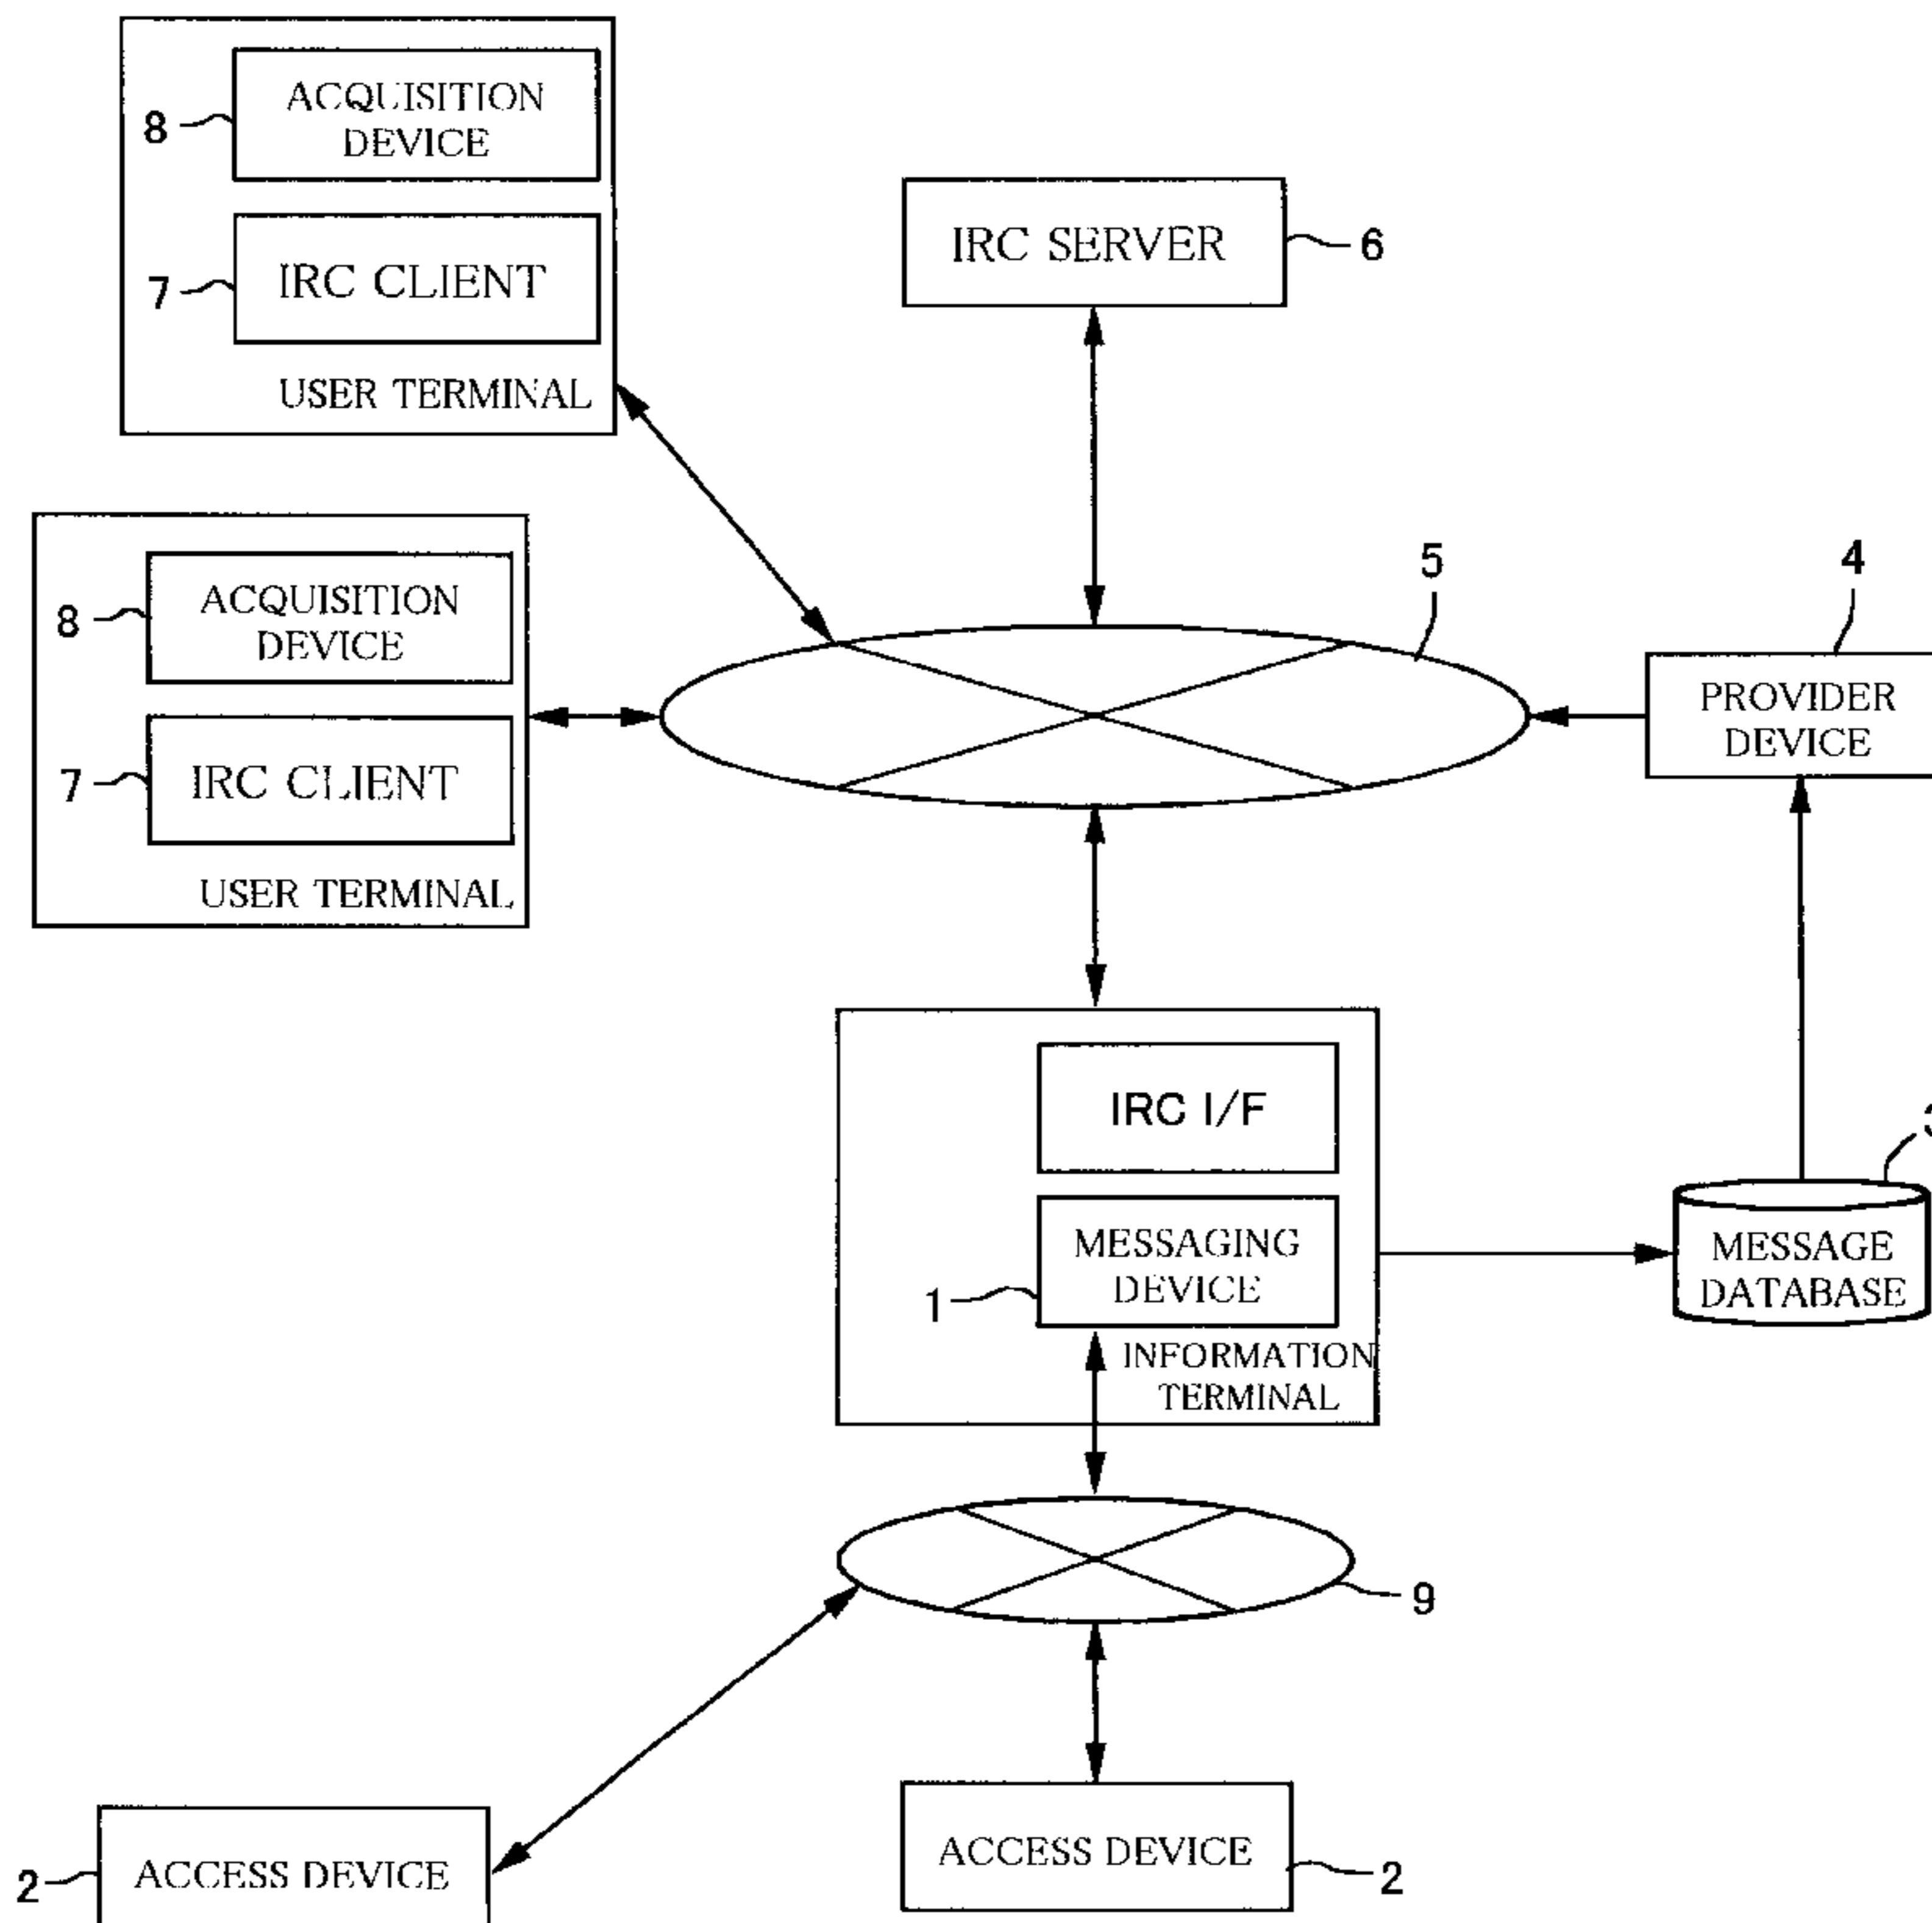 ACQUISITION
DEVICE
8
IRC CLIENT
7
USER TERMINAL
IRC SERVER
6
ACQUISITION
DEVICE
8
IRC CLIENT
7
USER TERMINAL
5
4
PROVIDER
DEVICE
IRC I/F
MESSAGING
DEVICE
1
INFORMATION
TERMINAL
3
MESSAGE
DATABASE
9
ACCESS DEVICE
2
2
ACCESS DEVICE